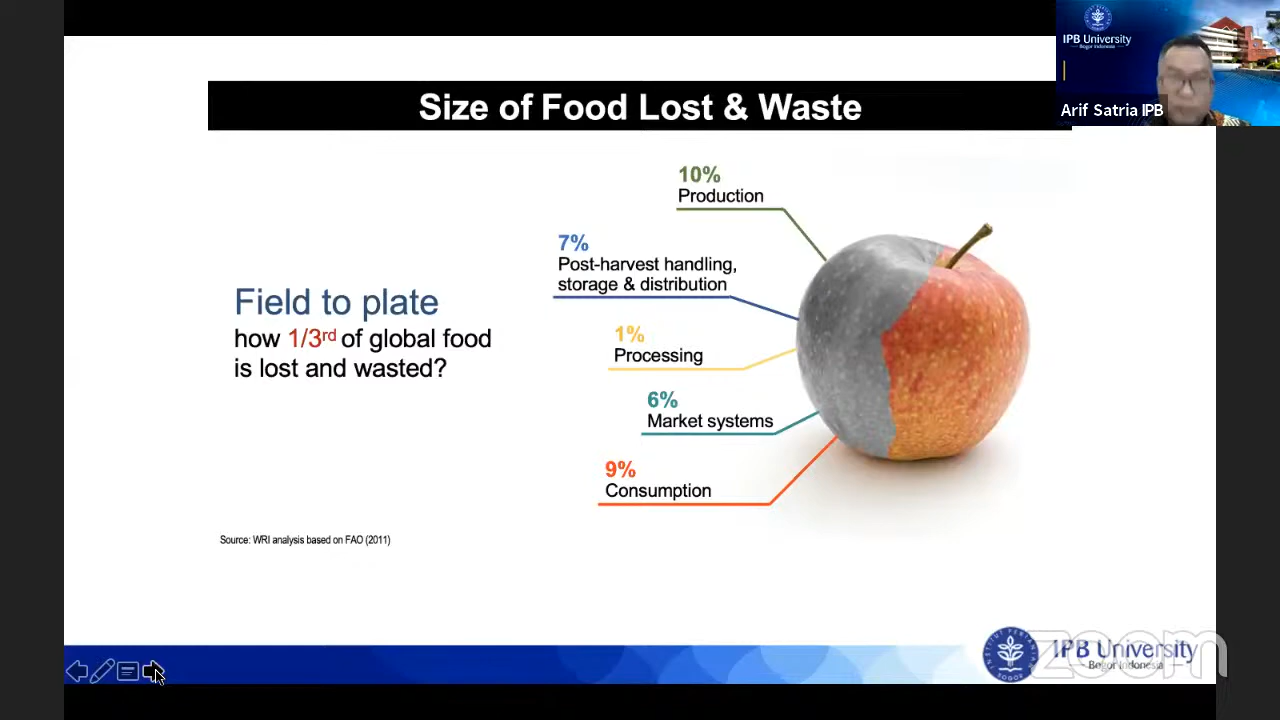 IPB University
Bogor Indonesia
Arif Satria IPB
Size of Food Lost & Waste
10%
Production
7%
Post-harvest handling,
storage & distribution
Field to plate
how 1/3rd of global food
is lost and wasted?
1%
Processing
6%
Market systems
9%
Consumption
Source: WRI analysis based on FAO (2011)
IPB University
Bogor Indonesia
zoom